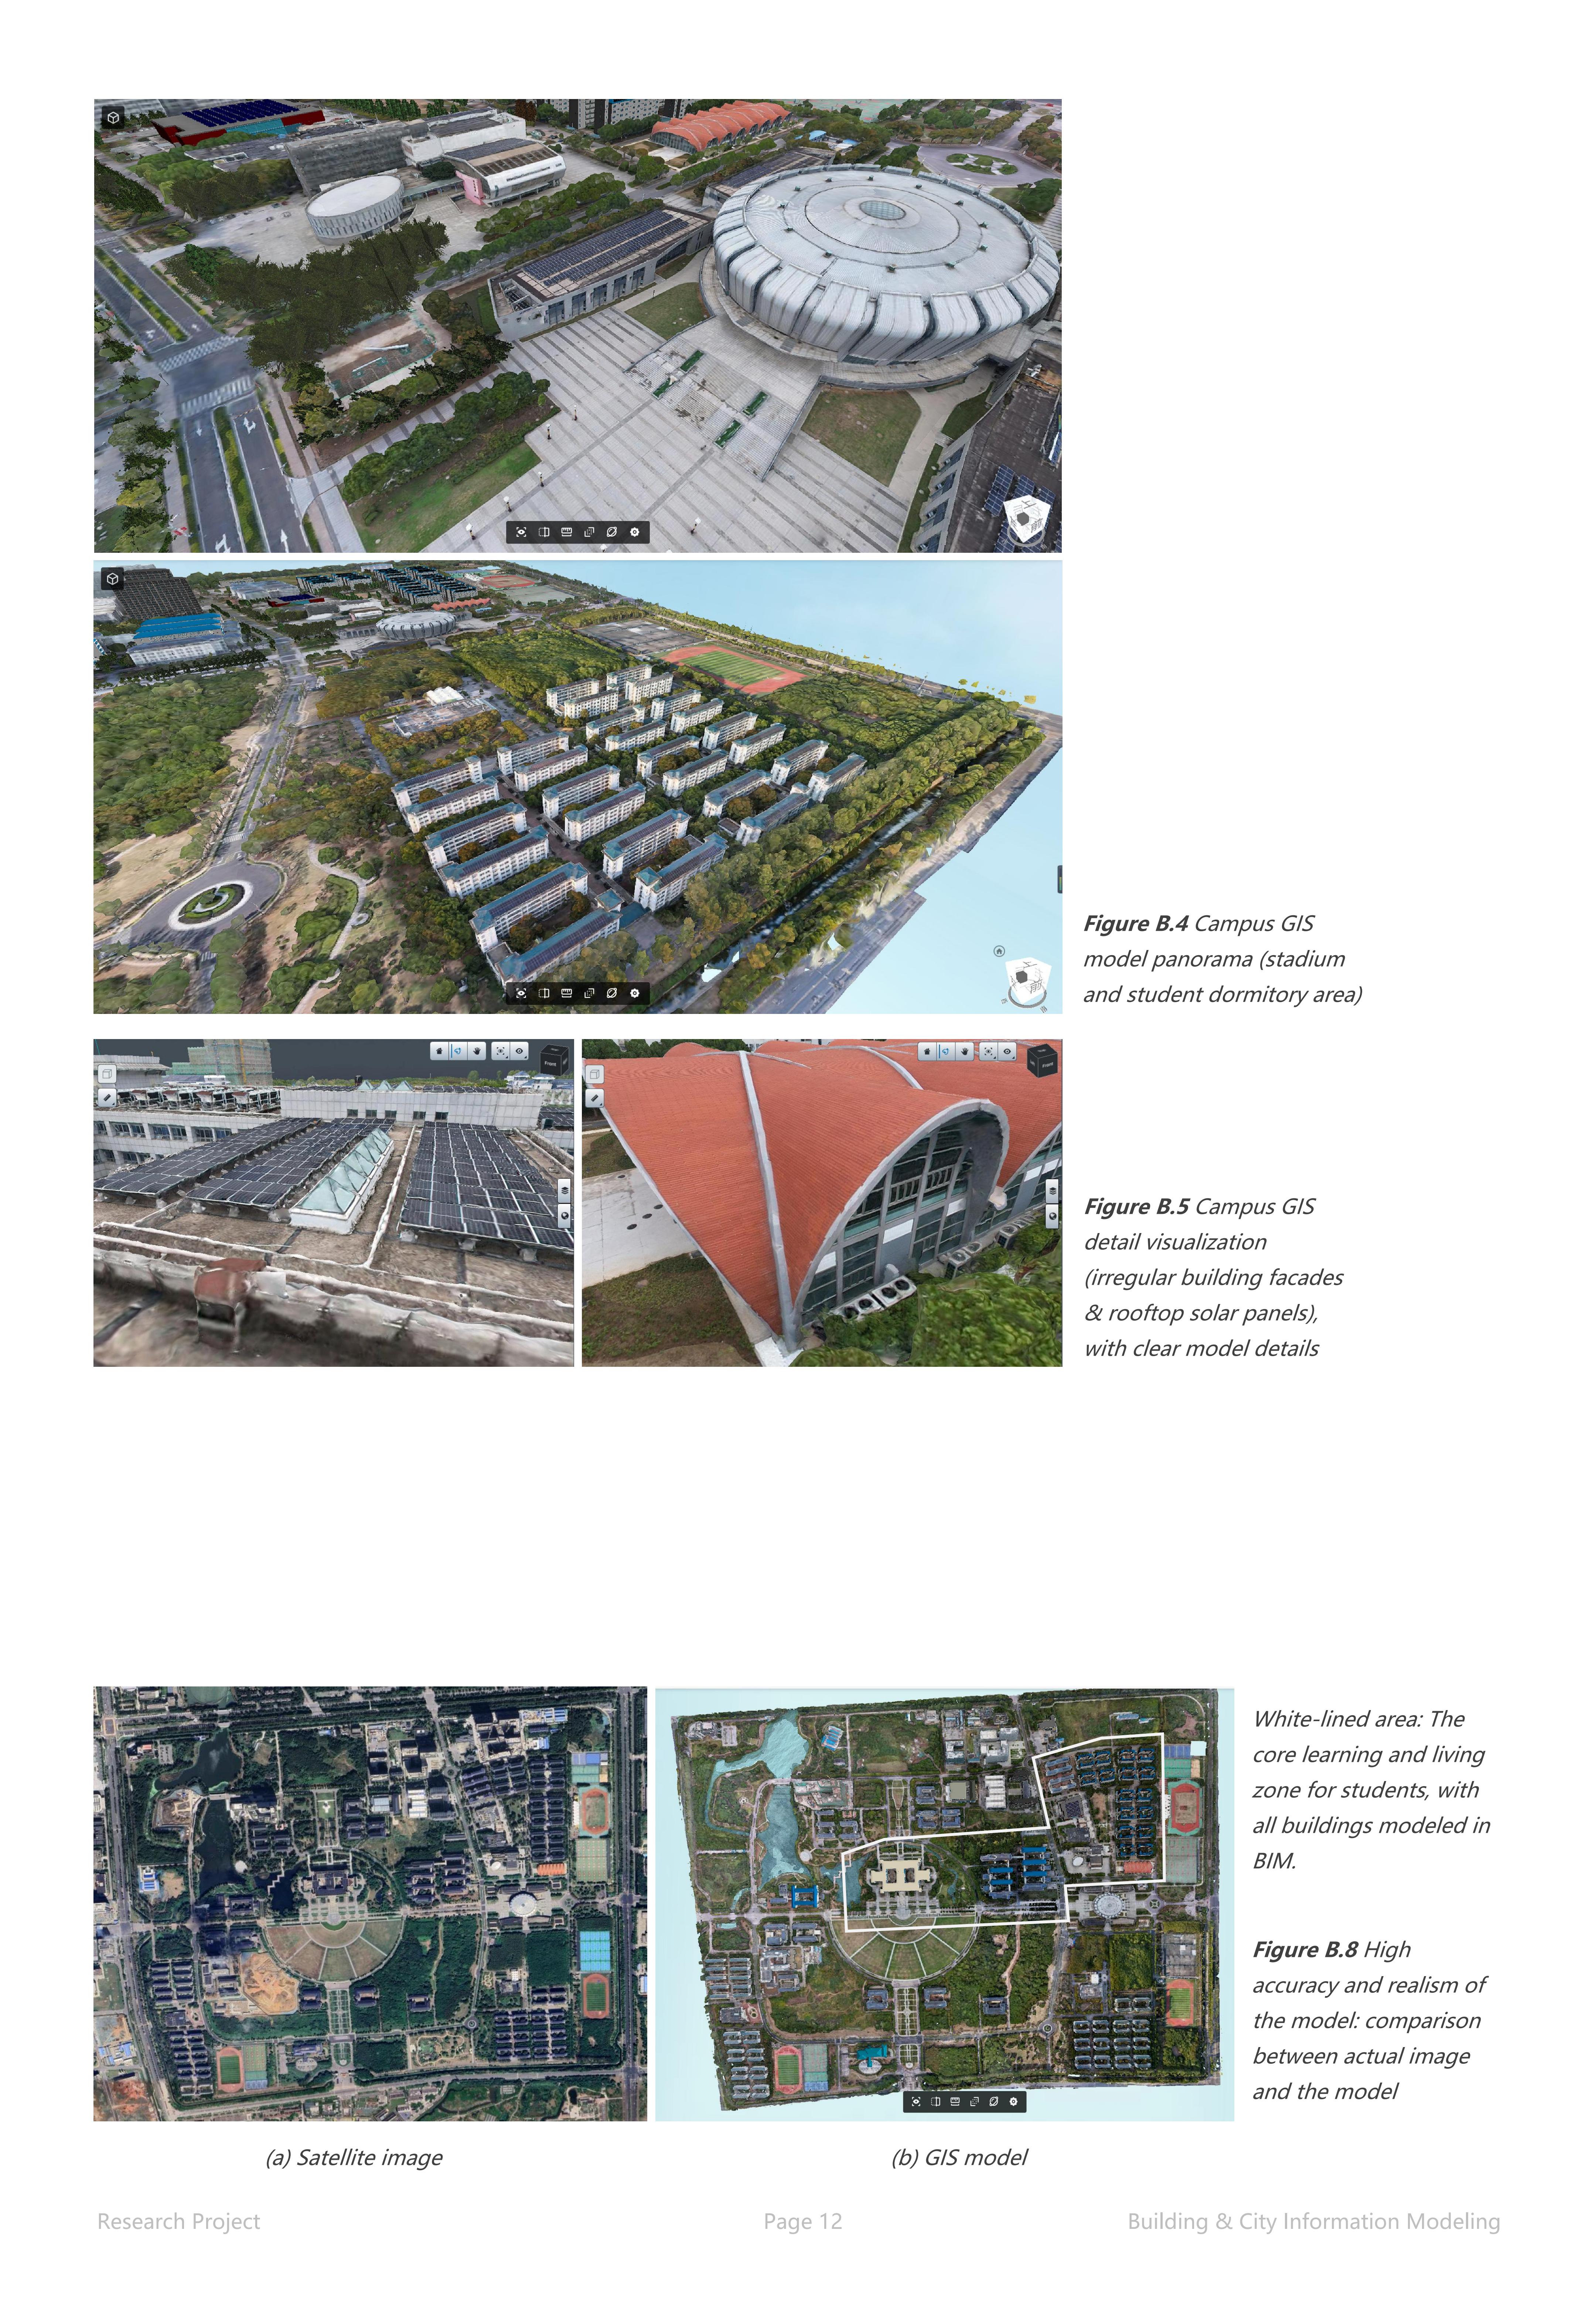 Figure B.4 Campus GIS
model panorama (stadium
and student dormitory area)
Figure B.5 Campus GIS
detail visualization
(irregular building facades
& rooftop solar panels),
with clear model details
White-lined area: The
core learning and living
zone for students, with
all buildings modeled in
BIM.
Figure B.8 High
accuracy and realism of
the model: comparison
between actual image
and the model
(a) Satellite image
(b) GIS model
Research Project
Page 12
Building & City Information Modeling